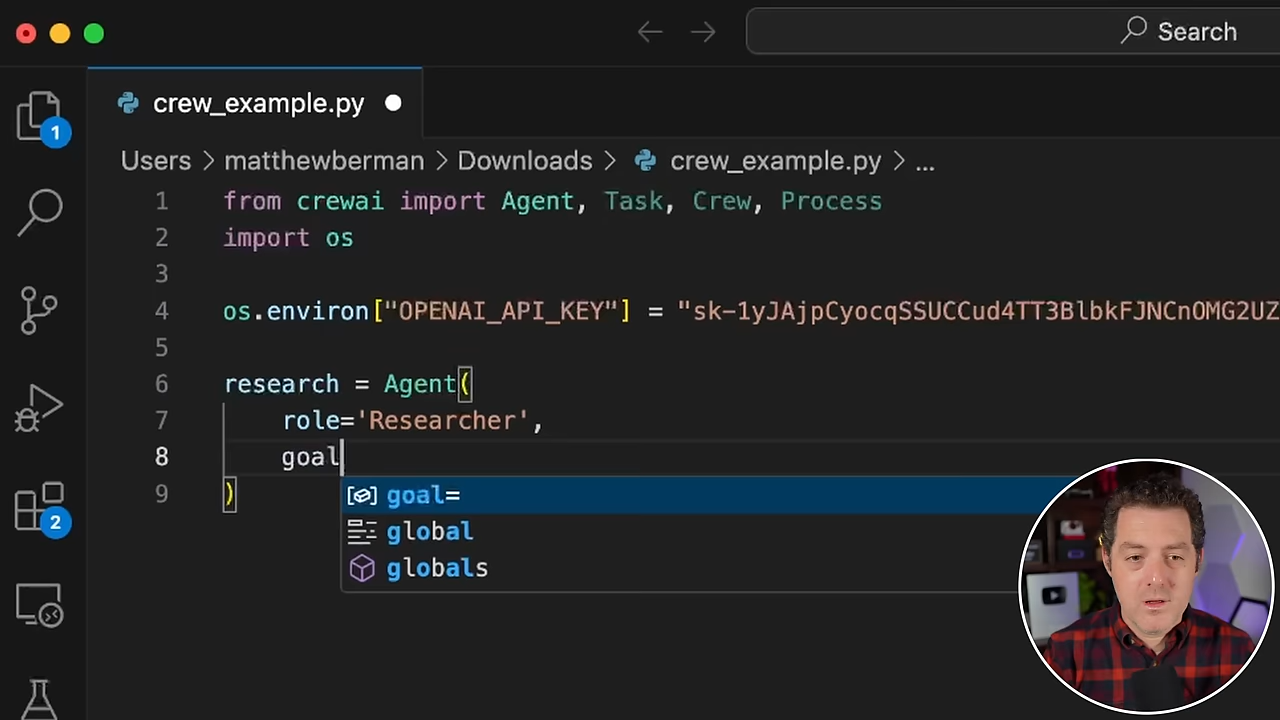 Search
crew_example.py
1
Users > matthewberman > Downloads > crew_example.py > ...
1 from crewai import Agent, Task, Crew, Process
2 import os
3
4 os.environ["OPENAI_API_KEY"] = "sk-1yJAjpCyocqSSUCCud4TT3BlbkFJNCnOMG2UZ
5
6 research = Agent(
7 role='Researcher',
8 goal
9 )
goal=
2
global
globals